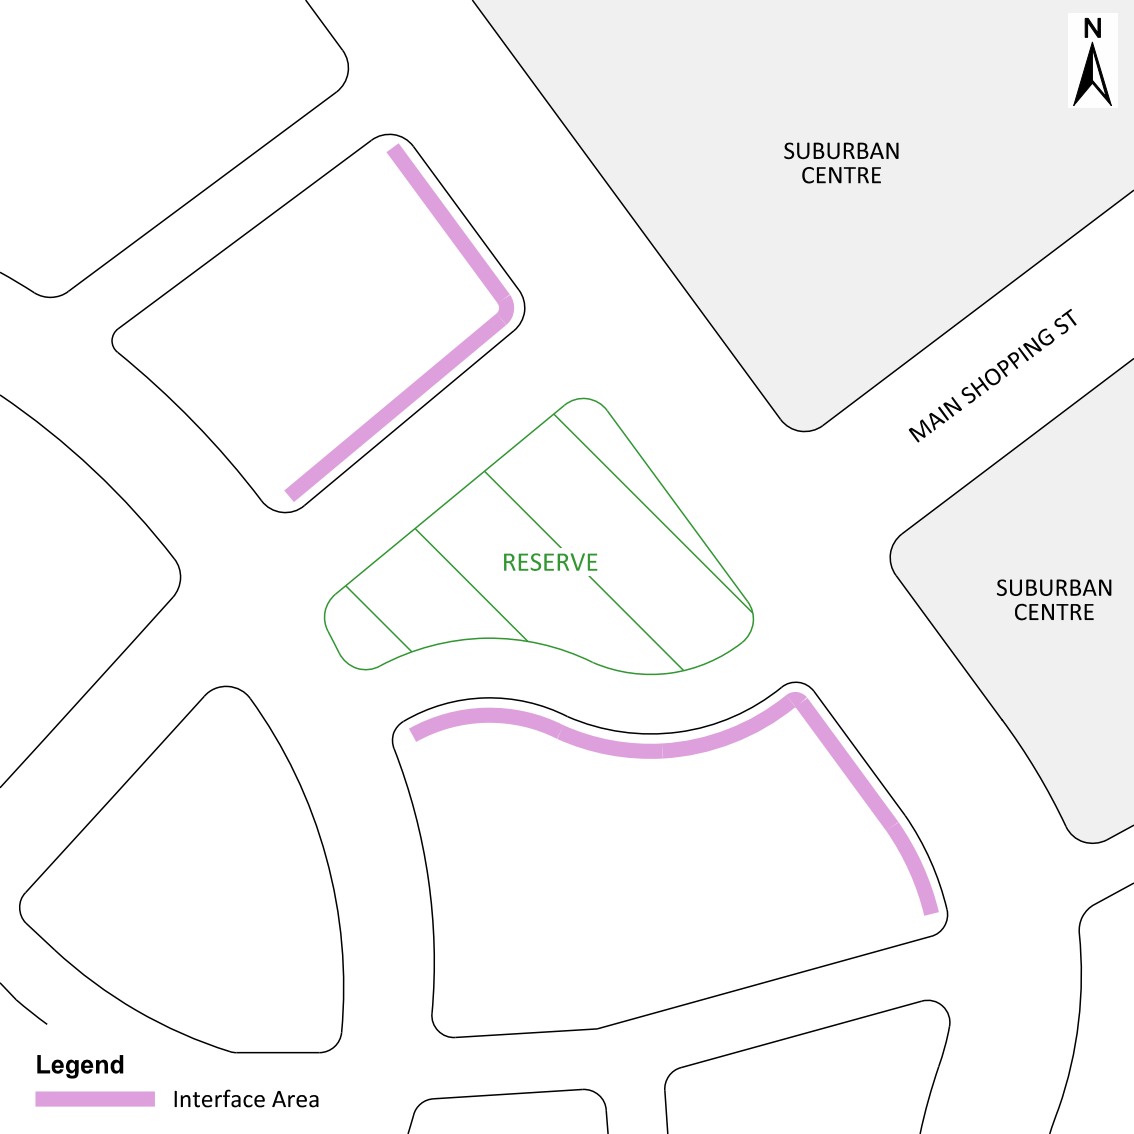 N
SUBURBAN
CENTRE
MAIN SHOPPING ST
RESERVE
SUBURBAN
CENTRE
Legend
Interface Area